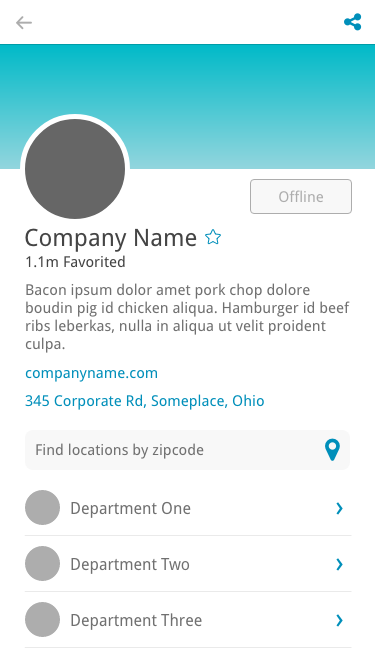 Offline
Company Name
1.1m Favorited
Bacon ipsum dolor amet pork chop dolore
boudin pig id chicken aliqua. Hamburger id beef
ribs leberkas, nulla in aliqua ut velit proident
culpa.
companyname.com
345 Corporate Rd, Someplace, Ohio
Find locations by zipcode
Department One
Department Two
Department Three